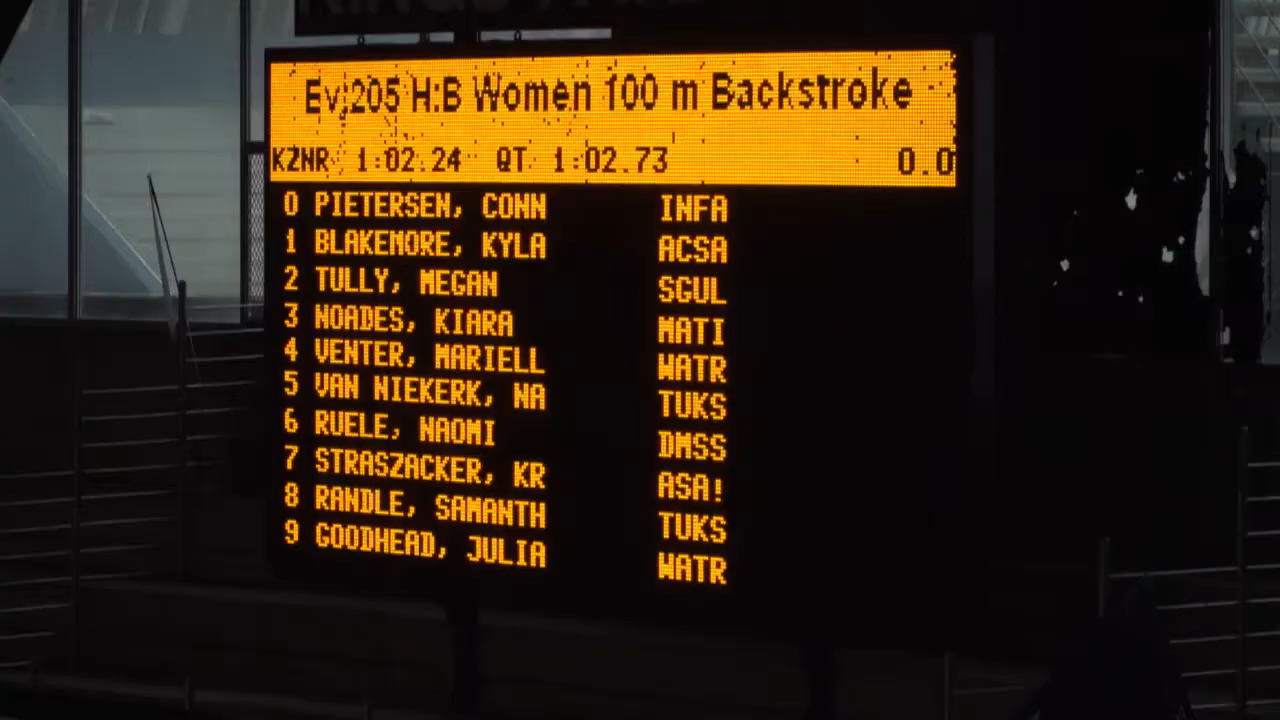 Ev:205 H:B Women 100 m Backstroke
KZNR 1:02.24 QT 1:02.73 0.0
0 PIETERSEN, CONN INFA
1 BLAKEMORE, KYLA ACSA
2 TULLY, MEGAN SGUL
3 NOADES, KIARA MATI
4 VENTER, MARIELL WATR
5 VAN NIEKERK, NA TUKS
6 RUELE, NAOMI DMSS
7 STRASZACKER, KR ASA!
8 RANDLE, SAMANTH TUKS
9 GOODHEAD, JULIA WATR